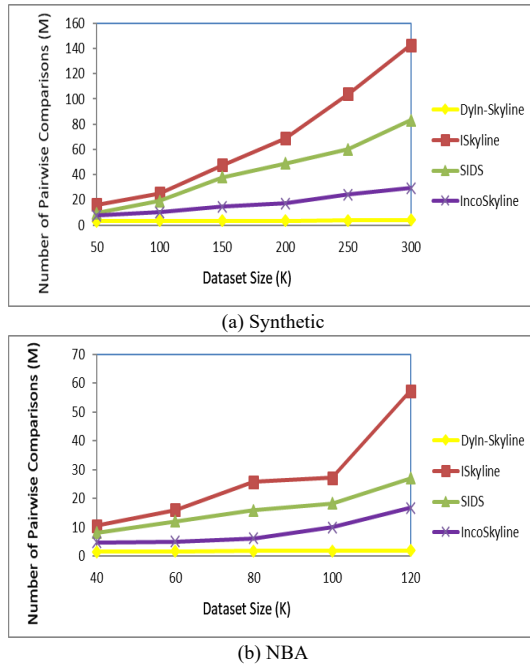 Number of Pairwise Comparisons (M)
160
140
120
100
80
60
40
20
0
50 100 150 200 250 300
Dataset Size (K)
DyIn-Skyline
ISkyline
SIDS
IncoSkyline
(a) Synthetic
Number of Pairwise Comparisons (M)
70
60
50
40
30
20
10
0
40 60 80 100 120
Dataset Size (K)
DyIn-Skyline
ISkyline
SIDS
IncoSkyline
(b) NBA